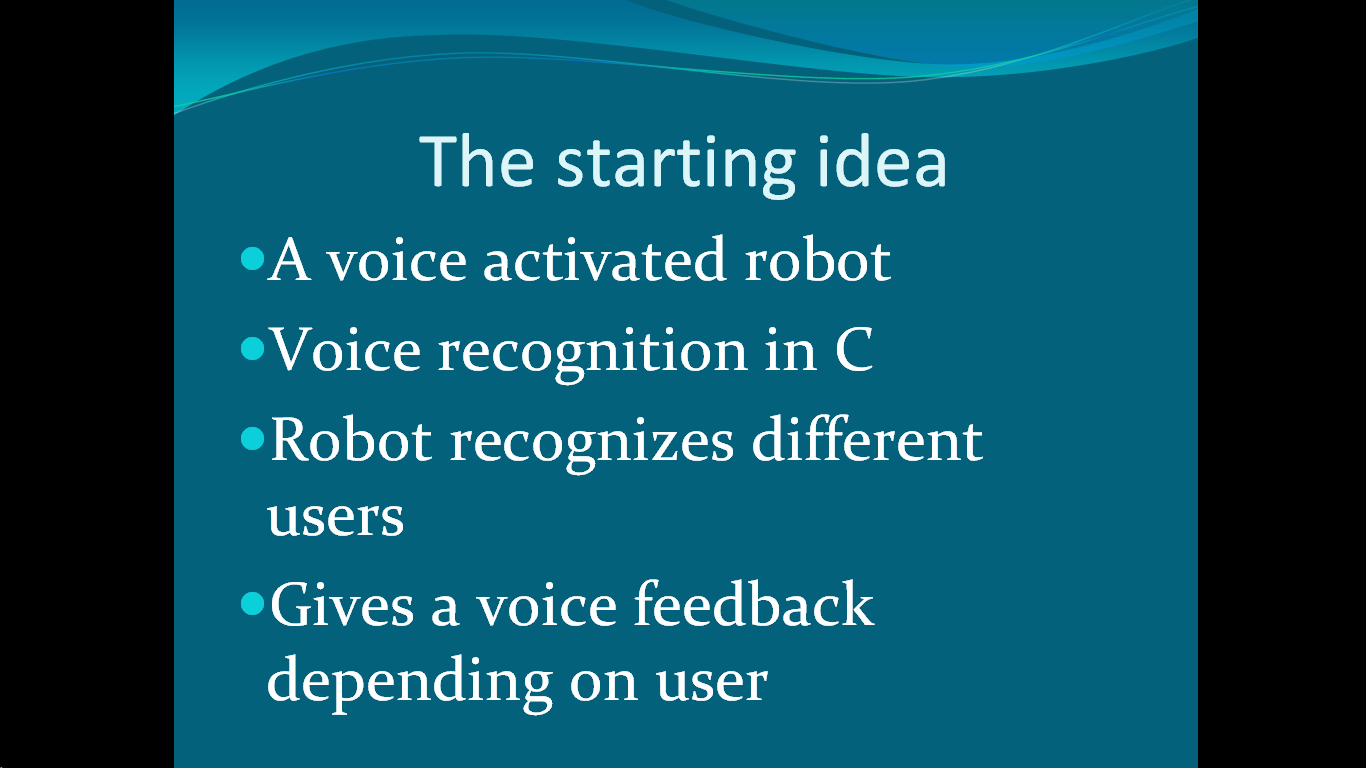 The starting idea
•A voice activated robot
•Voice recognition in C
•Robot recognizes different
users
•Gives a voice feedback
depending on user